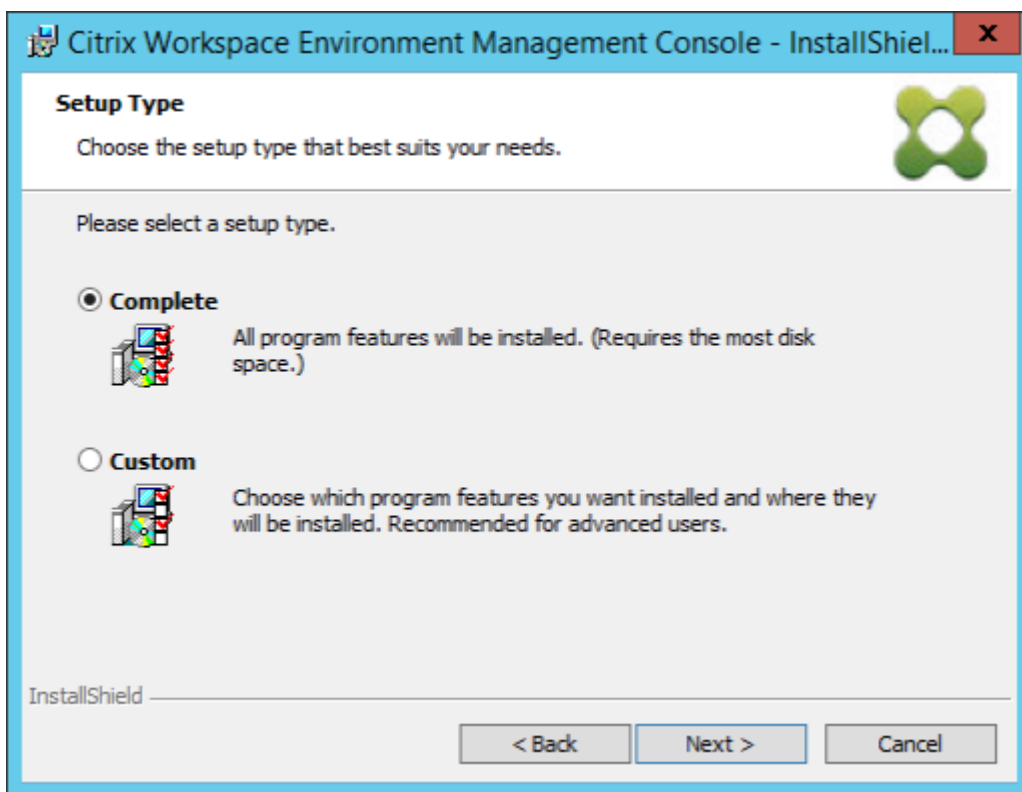 Citrix Workspace Environment Management Console - InstallShiel...
Setup Type
Choose the setup type that best suits your needs.
Please select a setup type.
Complete
All program features will be installed. (Requires the most disk
space.)
Custom
Choose which program features you want installed and where they
will be installed. Recommended for advanced users.
InstallShield
< Back
Next >
Cancel